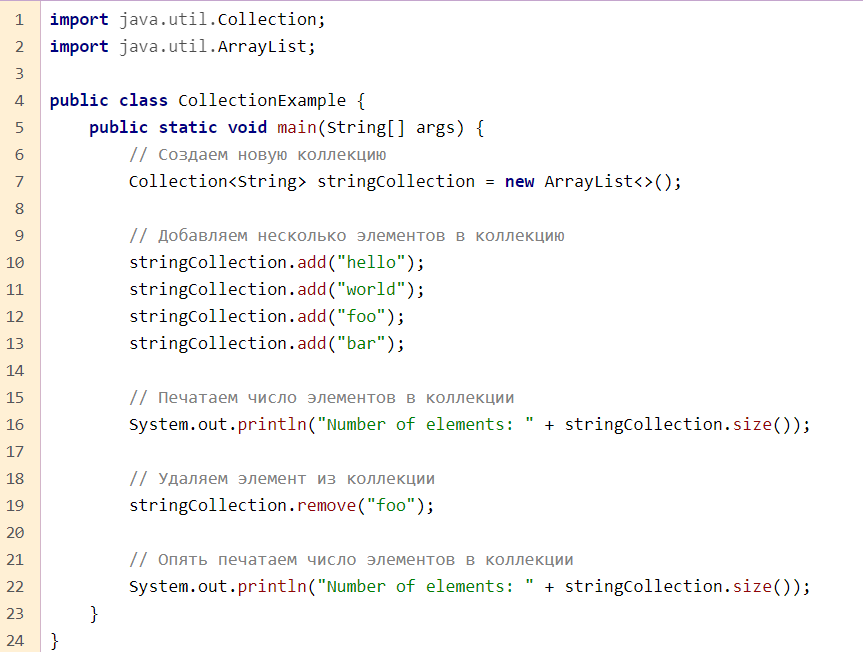 1 import java.util.Collection;
2 import java.util.ArrayList;
3
4 public class CollectionExample {
5     public static void main(String[] args) {
6         // Создаем новую коллекцию
7         Collection<String> stringCollection = new ArrayList<>();
8
9         // Добавляем несколько элементов в коллекцию
10         stringCollection.add("hello");
11         stringCollection.add("world");
12         stringCollection.add("foo");
13         stringCollection.add("bar");
14
15         // Печатаем число элементов в коллекции
16         System.out.println("Number of elements: " + stringCollection.size());
17
18         // Удаляем элемент из коллекции
19         stringCollection.remove("foo");
20
21         // Опять печатаем число элементов в коллекции
22         System.out.println("Number of elements: " + stringCollection.size());
23     }
24 }